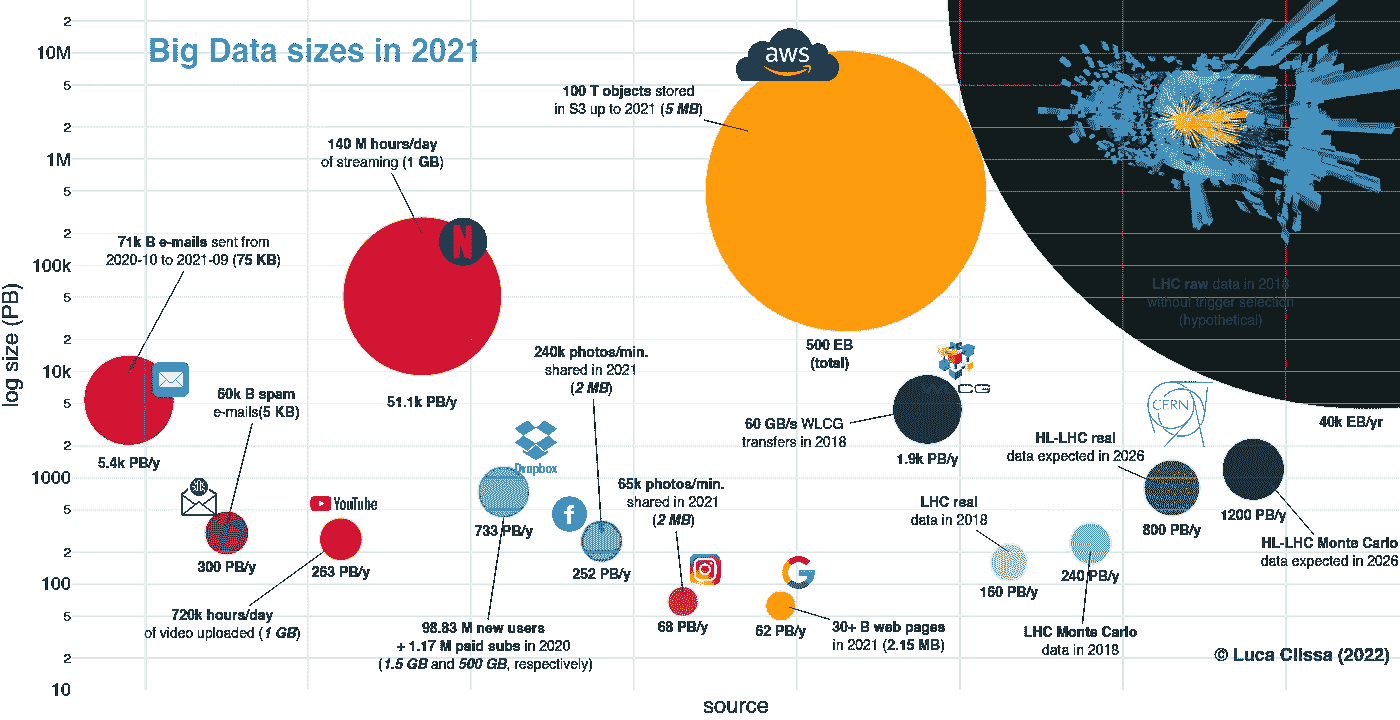 Big Data sizes in 2021
log size (PB)
2
10M
5
2
1M
5
2
100k
5
2
10k
5
2
1000
5
2
100
5
2
10
source
71k B e-mails sent from
2020-10 to 2021-09 (75 KB)
5.4k PB/y
60k B spam
e-mails(5 KB)
300 PB/y
140 M hours/day
of streaming (1 GB)
N
51.1k PB/y
YouTube
263 PB/y
720k hours/day
of video uploaded (1 GB)
Dropbox
733 PB/y
98.83 M new users
+ 1.17 M paid subs in 2020
(1.5 GB and 500 GB, respectively)
240k photos/min.
shared in 2021
(2 MB)
f
252 PB/y
65k photos/min.
shared in 2021
(2 MB)
68 PB/y
G
62 PB/y
30+ B web pages
in 2021 (2.15 MB)
aws
100 T objects stored
in S3 up to 2021 (5 MB)
500 EB
(total)
60 GB/s WLCG
transfers in 2018
1.9k PB/y
LHC real
data in 2018
160 PB/y
240 PB/y
LHC Monte Carlo
data in 2018
CERN
HL-LHC real
data expected in 2026
800 PB/y
1200 PB/y
HL-LHC Monte Carlo
data expected in 2026
LHC raw data in 2018
without trigger selection
(hypothetical)
40k EB/yr
© Luca Clissa (2022)